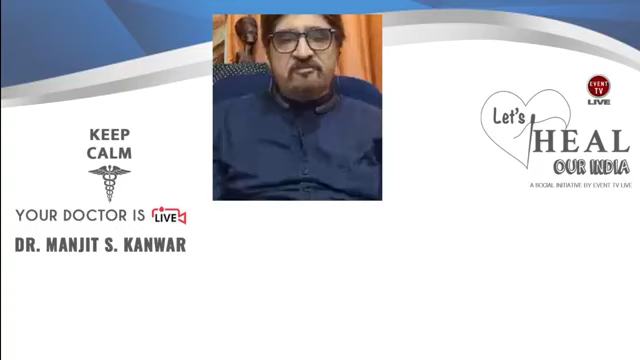 KEEP
CALM
YOUR DOCTOR IS LIVE
DR. MANJIT S. KANWAR
EVENT
TV
LIVE
Let's
HEAL
OUR INDIA
A SOCIAL INITIATIVE BY EVENT TV LIVE